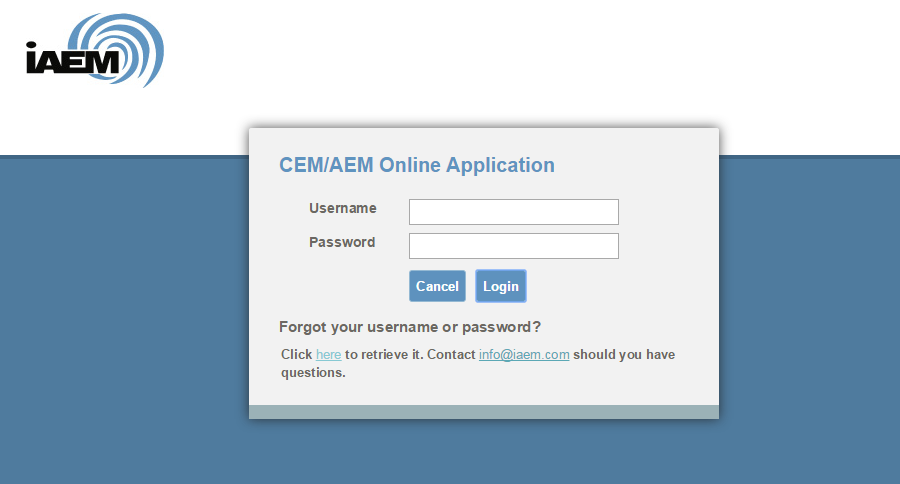 iAEM
CEM/AEM Online Application
Username
Password
Cancel Login
Forgot your username or password?
Click here to retrieve it. Contact info@iaem.com should you have
questions.